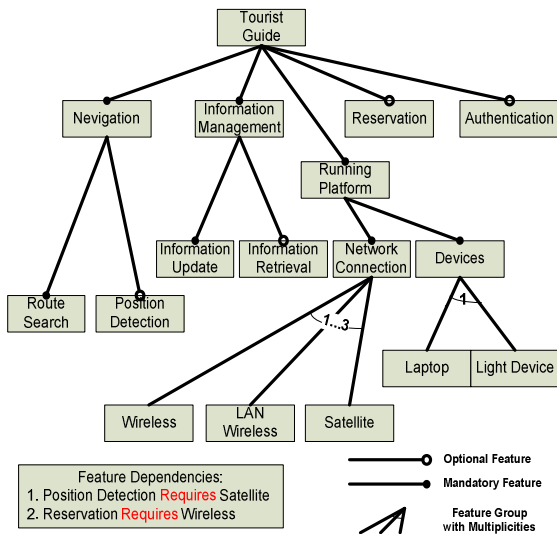 Tourist
Guide
Nevigation
Information
Management
Reservation
Authentication
Running
Platform
Information
Update
Information
Retrieval
Network
Connection
Devices
Route
Search
Position
Detection
1...3
1
Laptop
Light Device
Wireless
LAN
Wireless
Satellite
Feature Dependencies:
1. Position Detection Requires Satellite
2. Reservation Requires Wireless
Optional Feature
Mandatory Feature
Feature Group
with Multiplicities